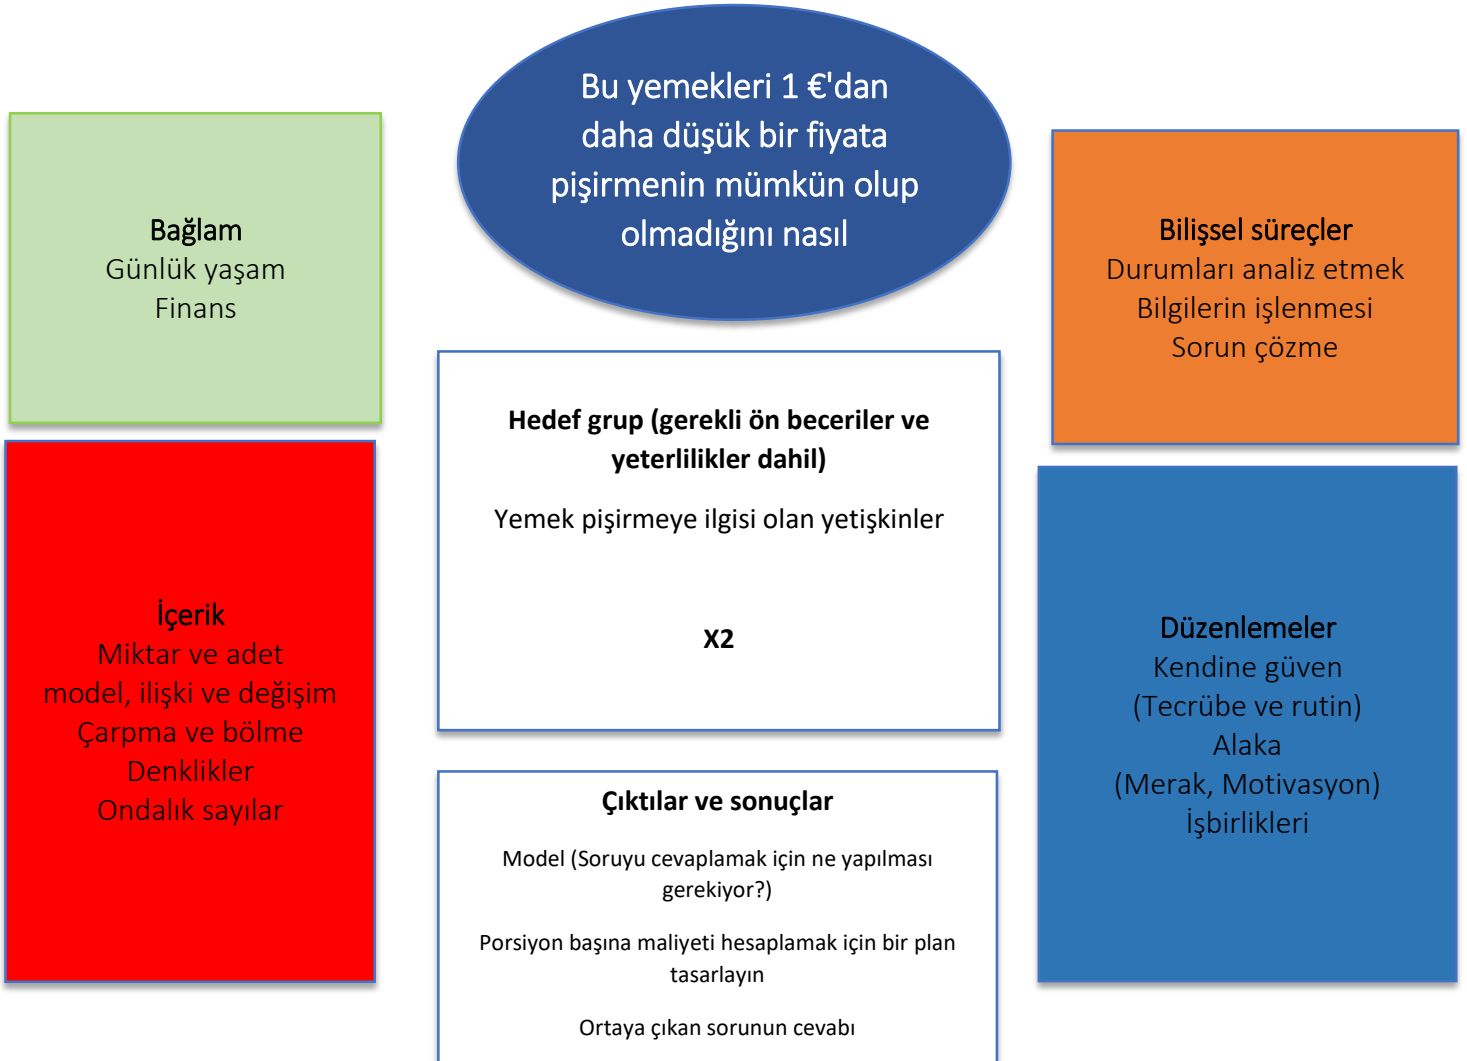 Bu yemekleri 1 €'dan
daha düşük bir fiyata
pişirmenin mümkün olup
olmadığını nasıl
Bağlam
Günlük yaşam
Finans
Bilişsel süreçler
Durumları analiz etmek
Bilgilerin işlenmesi
Sorun çözme
Hedef grup (gerekli ön beceriler ve
yeterlilikler dahil)
Yemek pişirmeye ilgisi olan yetişkinler
X2
İçerik
Miktar ve adet
model, ilişki ve değişim
Çarpma ve bölme
Denklikler
Ondalık sayılar
Düzenlemeler
Kendine güven
(Tecrübe ve rutin)
Alaka
(Merak, Motivasyon)
İşbirlikleri
Çıktılar ve sonuçlar
Model (Soruyu cevaplamak için ne yapılması
gerekiyor?)
Porsiyon başına maliyeti hesaplamak için bir plan
tasarlayın
Ortaya çıkan sorunun cevabı